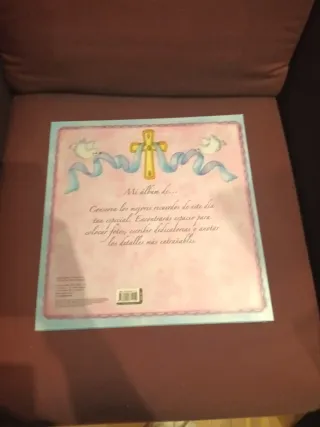 Mi álbum de...
Conserva los mejores recuerdos de este día
tan especial. Encontrarás espacio para
colocar fotos, escribir dedicatorias y anotar
los detalles más entrañables.